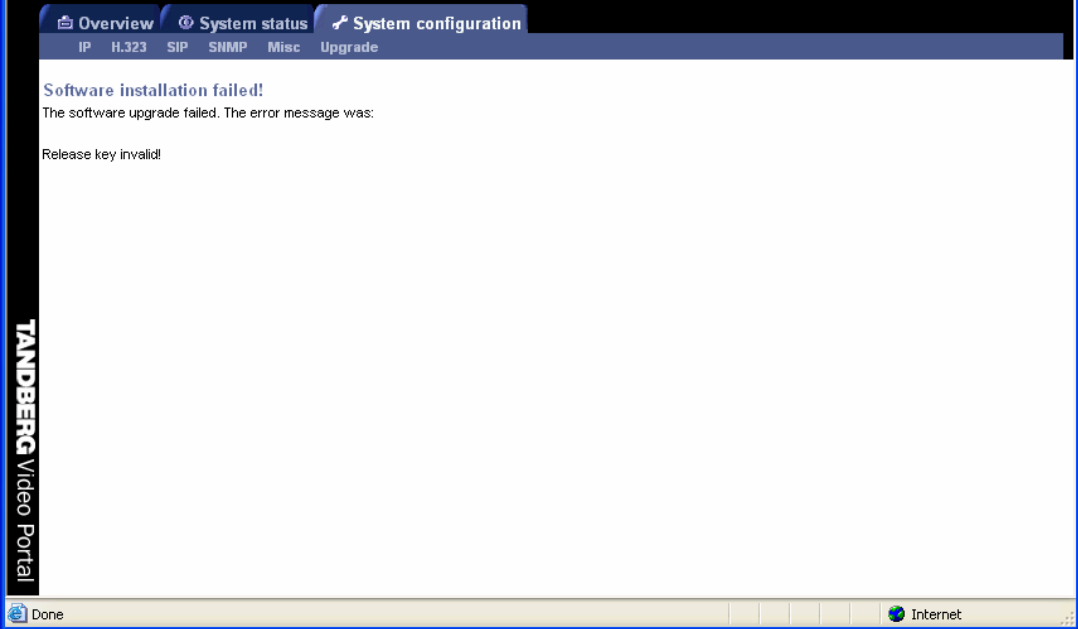 Overview System status System configuration
IP H.323 SIP SNMP Misc Upgrade
Software installation failed!
The software upgrade failed. The error message was:
Release key invalid!
TANDBERG Video Portal
Done Internet